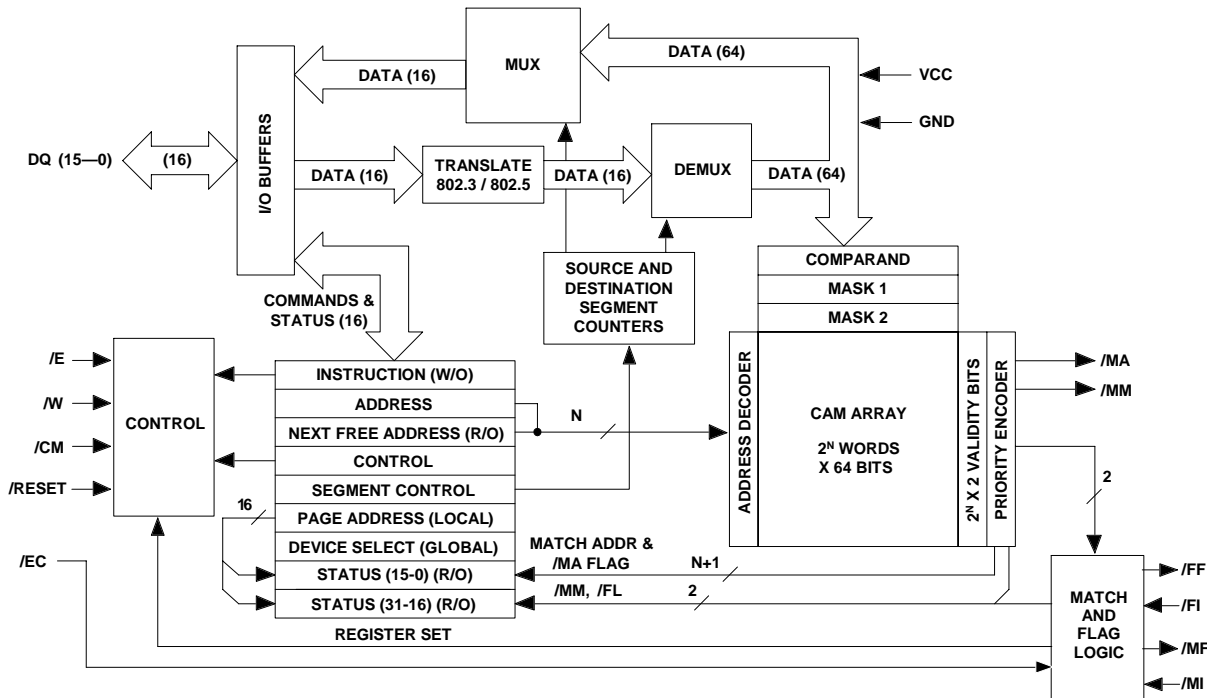 MUX
DATA (64)
DATA (16)
VCC
GND
DQ (15—0)
(16)
I/O BUFFERS
DATA (16)
TRANSLATE
802.3 / 802.5
DATA (16)
DEMUX
DATA (64)
COMMANDS &
STATUS (16)
SOURCE AND
DESTINATION
SEGMENT
COUNTERS
COMPARAND
MASK 1
MASK 2
/E
/W
/CM
/RESET
CONTROL
INSTRUCTION (W/O)
ADDRESS
NEXT FREE ADDRESS (R/O)
CONTROL
SEGMENT CONTROL
PAGE ADDRESS (LOCAL)
DEVICE SELECT (GLOBAL)
STATUS (15-0) (R/O)
STATUS (31-16) (R/O)
REGISTER SET
16
N
ADDRESS DECODER
CAM ARRAY
2ᴺ WORDS
X 64 BITS
2ᴺ X 2 VALIDITY BITS
PRIORITY ENCODER
/MA
/MM
2
MATCH ADDR &
/MA FLAG
N+1
/MM, /FL
2
/EC
MATCH
AND
FLAG
LOGIC
/FF
/FI
/MF
/MI